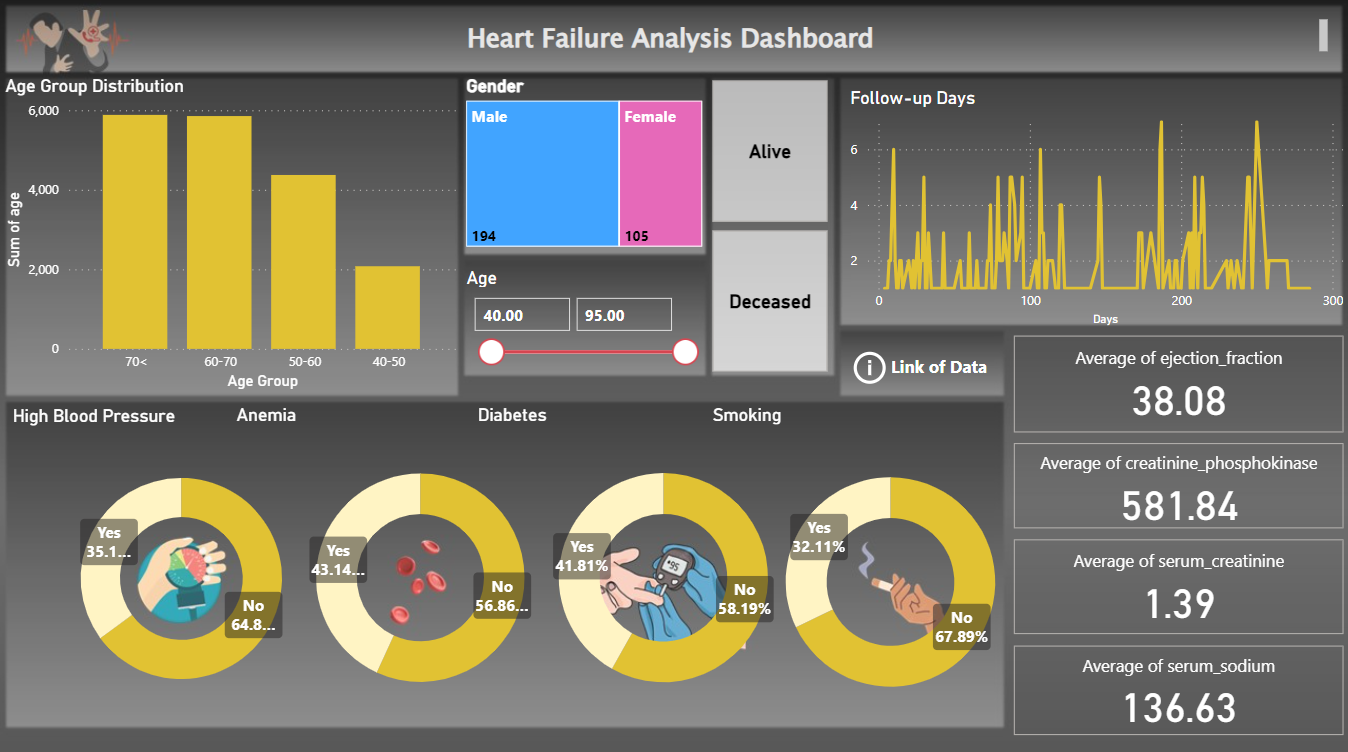 Heart Failure Analysis Dashboard
Age Group Distribution
6,000
4,000
2,000
0
Sum of age
70<
60-70
50-60
40-50
Age Group
Gender
Male
Female
194
105
Age
40.00
95.00
Alive
Deceased
Follow-up Days
6
4
2
0
100
200
300
Days
Link of Data
Average of ejection_fraction
38.08
Average of creatinine_phosphokinase
581.84
Average of serum_creatinine
1.39
Average of serum_sodium
136.63
High Blood Pressure
Anemia
Diabetes
Smoking
Yes
35.1...
No
64.8...
Yes
43.14...
No
56.86...
Yes
41.81%
No
58.19%
Yes
32.11%
No
67.89%